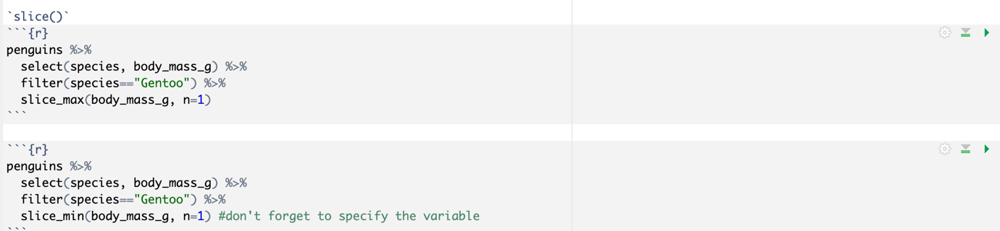 `slice()`
```{r}
penguins %>%
  select(species, body_mass_g) %>%
  filter(species=="Gentoo") %>%
  slice_max(body_mass_g, n=1)
```
```{r}
penguins %>%
  select(species, body_mass_g) %>%
  filter(species=="Gentoo") %>%
  slice_min(body_mass_g, n=1) #don't forget to specify the variable
```